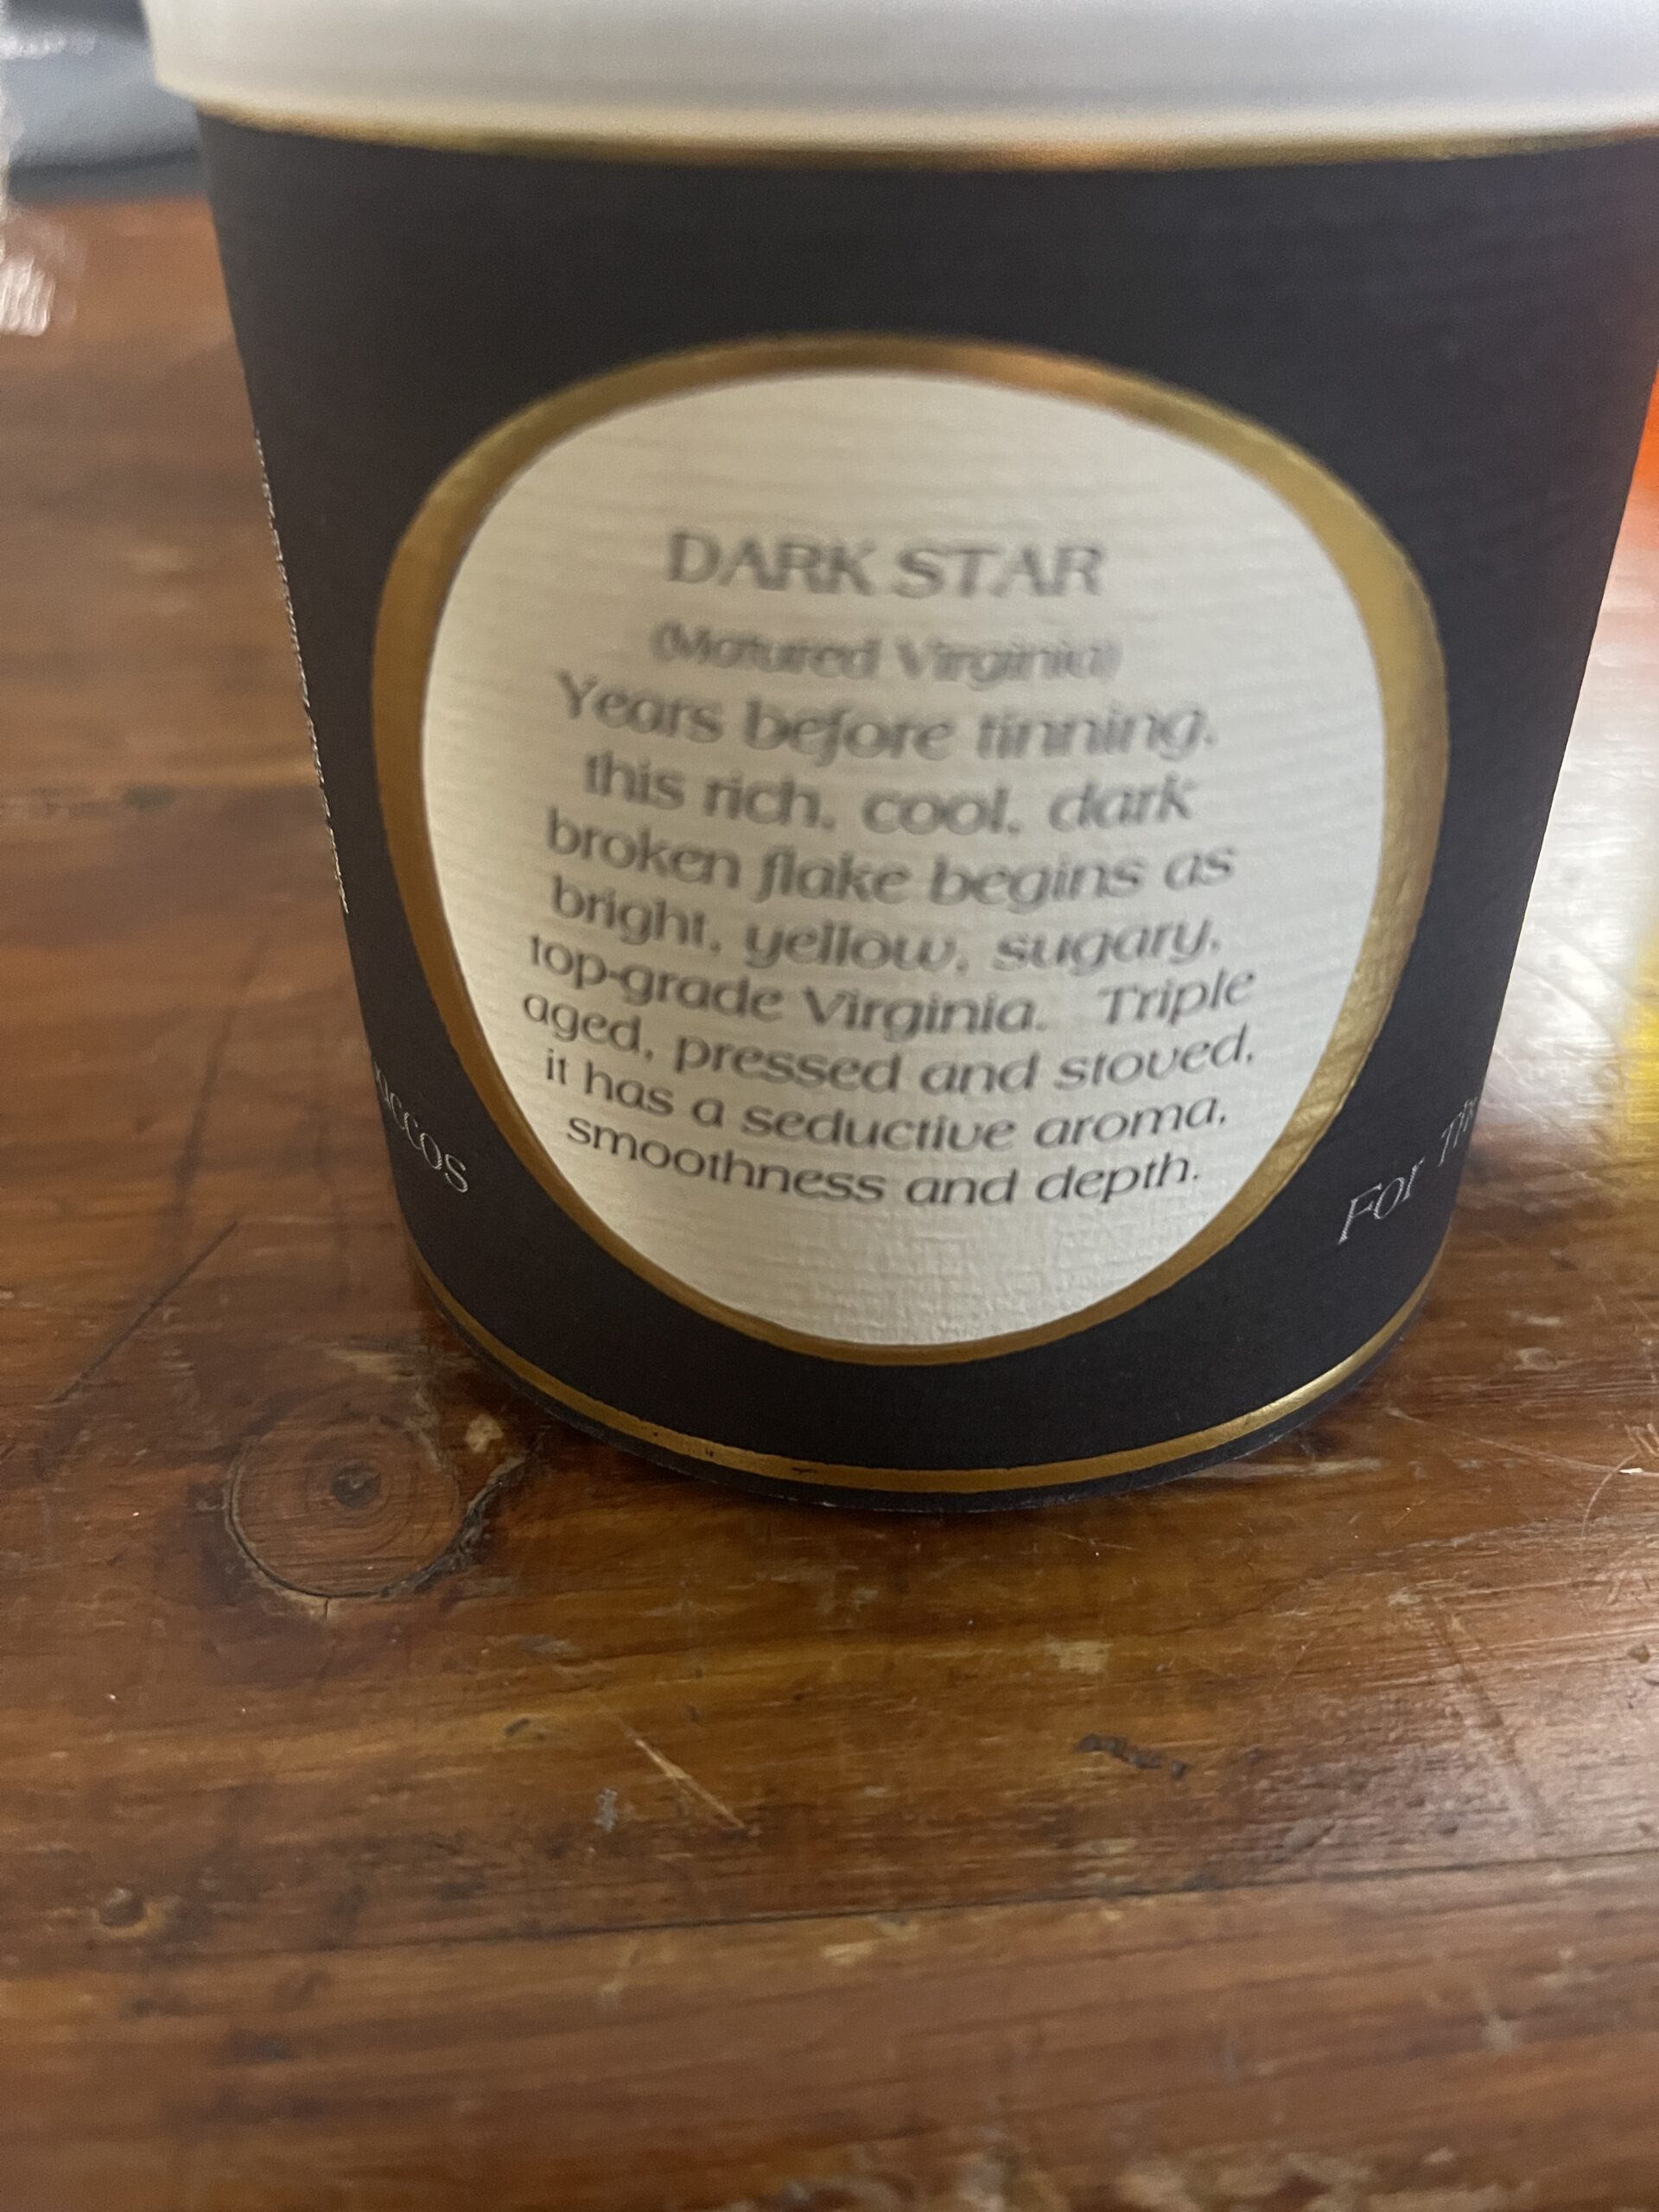 DARK STAR
(Matured Virginia)
Years before tinning,
this rich, cool, dark
broken flake begins as
bright, yellow, sugary,
top-grade Virginia. Triple
aged, pressed and stoved,
it has a seductive aroma,
smoothness and depth.
For